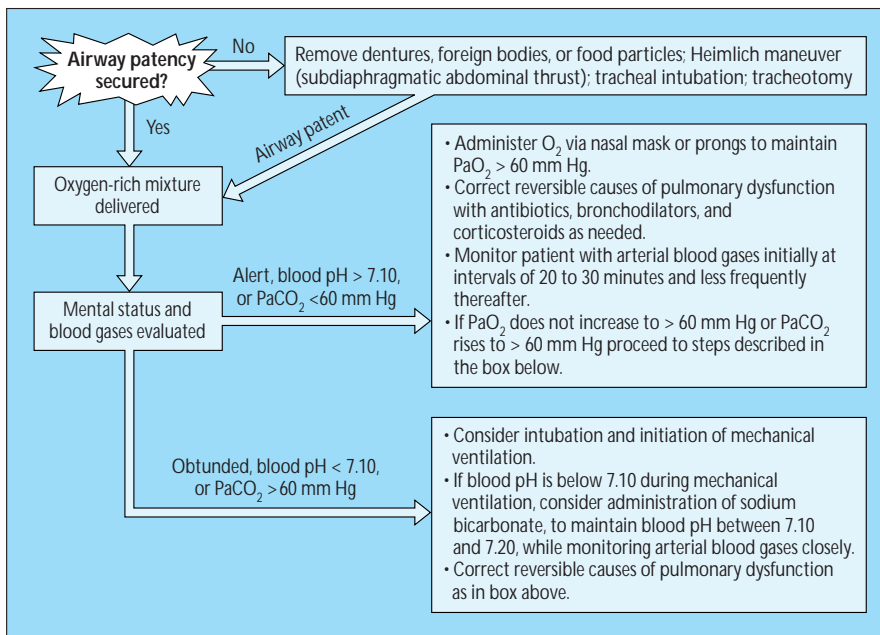 Airway patency
secured?
No
Remove dentures, foreign bodies, or food particles; Heimlich maneuver
(subdiaphragmatic abdominal thrust); tracheal intubation; tracheotomy
Yes
Airway patent
Oxygen-rich mixture
delivered
• Administer O₂ via nasal mask or prongs to maintain
PaO₂ > 60 mm Hg.
• Correct reversible causes of pulmonary dysfunction
with antibiotics, bronchodilators, and
corticosteroids as needed.
• Monitor patient with arterial blood gases initially at
intervals of 20 to 30 minutes and less frequently
thereafter.
• If PaO₂ does not increase to > 60 mm Hg or PaCO₂
rises to > 60 mm Hg proceed to steps described in
the box below.
Alert, blood pH > 7.10,
or PaCO₂ <60 mm Hg
Mental status and
blood gases evaluated
Obtunded, blood pH < 7.10,
or PaCO₂ >60 mm Hg
• Consider intubation and initiation of mechanical
ventilation.
• If blood pH is below 7.10 during mechanical
ventilation, consider administration of sodium
bicarbonate, to maintain blood pH between 7.10
and 7.20, while monitoring arterial blood gases closely.
• Correct reversible causes of pulmonary dysfunction
as in box above.